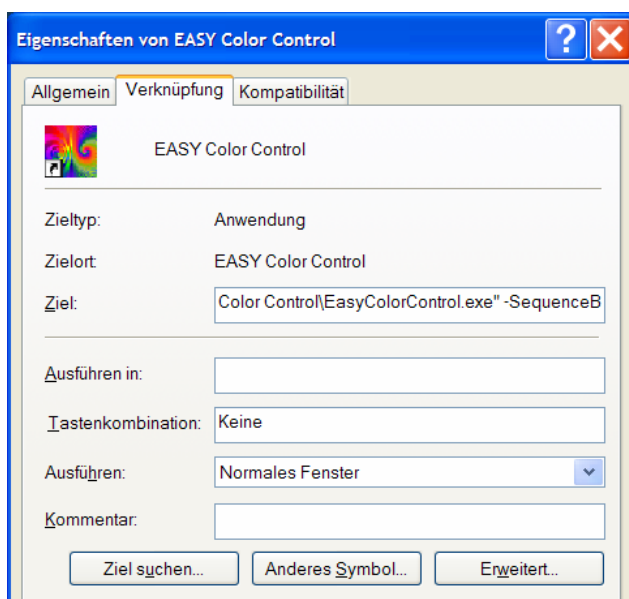 Eigenschaften von EASY Color Control
Allgemein Verknüpfung Kompatibilität
EASY Color Control
Zieltyp: Anwendung
Zielort: EASY Color Control
Ziel: Color Control\EasyColorControl.exe" -SequenceB
Ausführen in:
Tastenkombination: Keine
Ausführen: Normales Fenster
Kommentar:
Ziel suchen... Anderes Symbol... Erweitert...